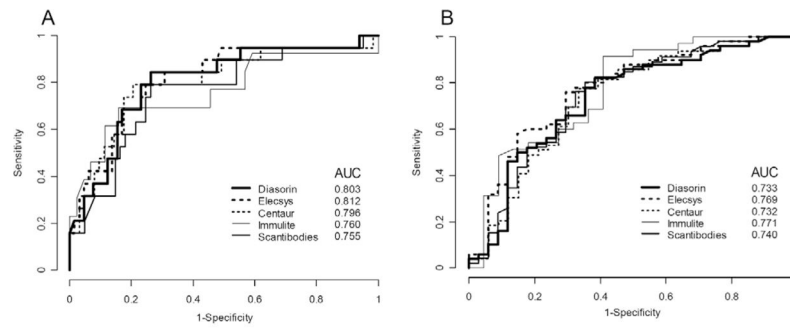 A
1.0
0.8
0.6
0.4
0.2
0
Sensitivity
AUC
Diasorin 0.803
Elecsys 0.812
Centaur 0.796
Immulite 0.760
Scantibodies 0.755
0 0.2 0.4 0.6 0.8 1
1-Specificity
B
1.0
0.8
0.6
0.4
0.2
0
Sensitivity
AUC
Diasorin 0.733
Elecsys 0.769
Centaur 0.732
Immulite 0.771
Scantibodies 0.740
0 0.2 0.4 0.6 0.8
1-Specificity